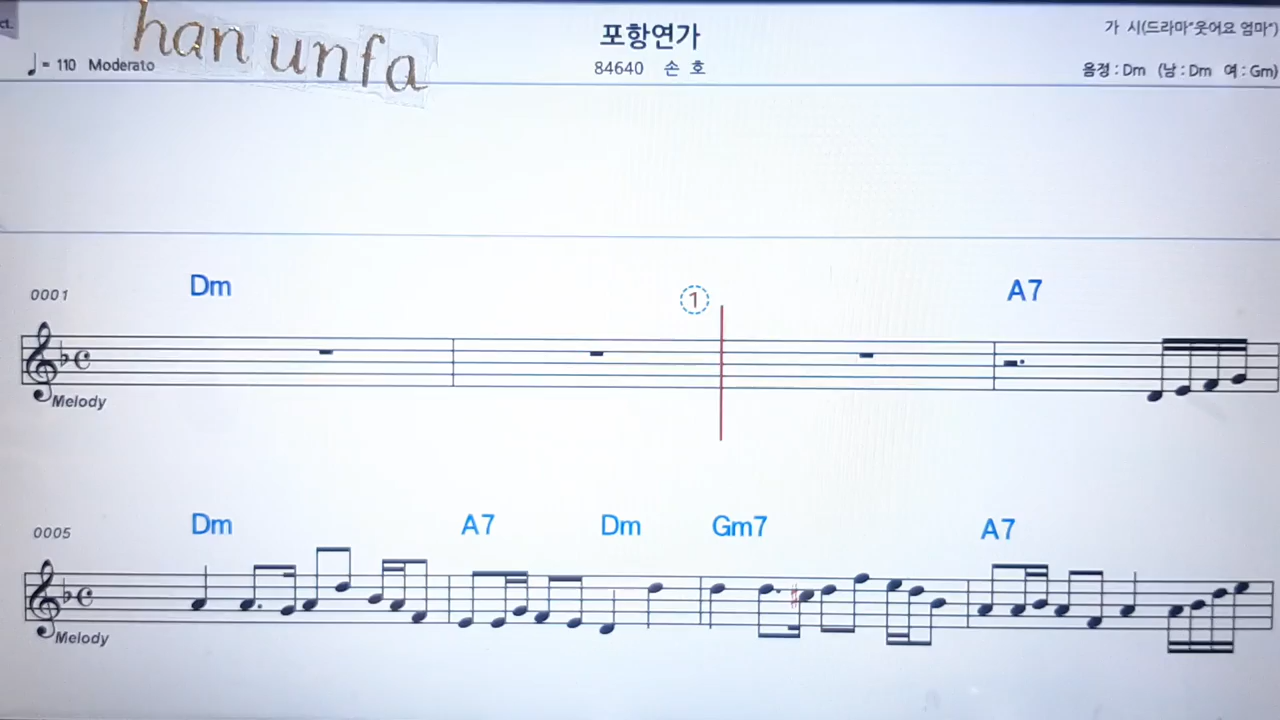 ct.
han unfa
포항연가
가 시(드라마"웃어요 엄마")
♩= 110 Moderato
84640 손 호
음정 : Dm (남 : Dm 여 : Gm)
Dm ① A7
0001
Melody
Dm A7 Dm Gm7 A7
0005
Melody